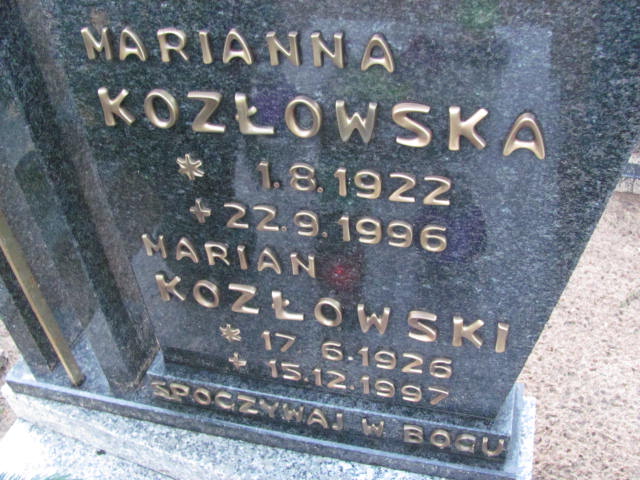 MARIANNA
KOZŁOWSKA
* 1.8.1922
+ 22.9.1996
MARIAN
KOZŁOWSKI
* 17 6.1926
+ 15.12.1997
SPOCZYWAJ W BOGU